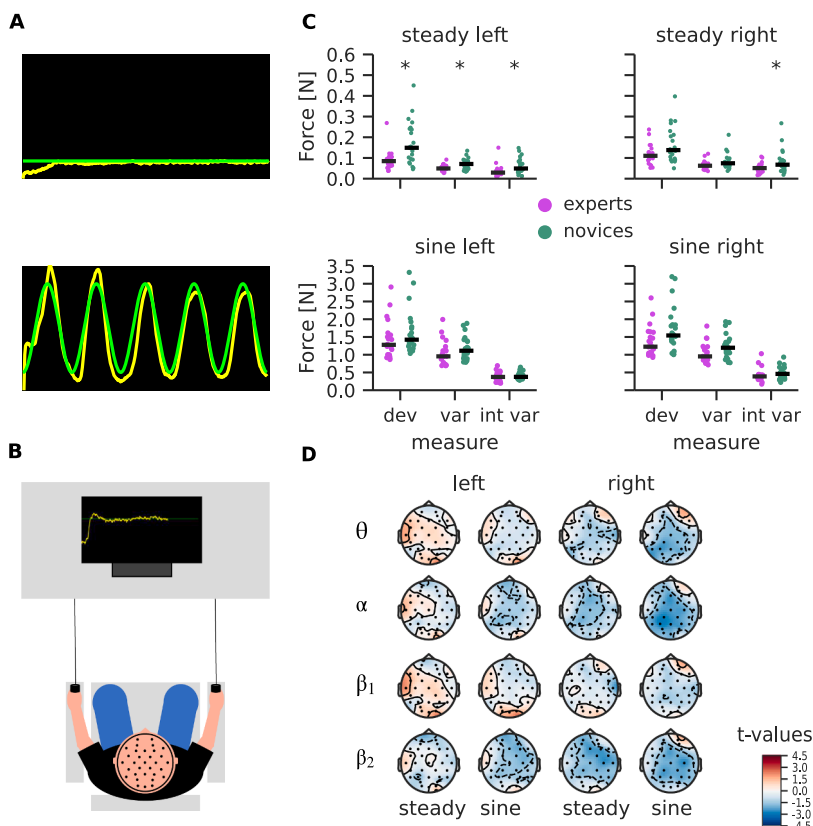 A
C
steady left
steady right
Force [N]
0.6
0.5
0.4
0.3
0.2
0.1
0.0
* * *
*
experts
novices
sine left
sine right
Force [N]
3.5
3.0
2.5
2.0
1.5
1.0
0.5
0.0
dev var int var
dev var int var
measure
measure
B
D
left right
θ
α
β1
β2
steady sine steady sine
t-values
4.5
3.0
1.5
0.0
-1.5
-3.0
-4.5